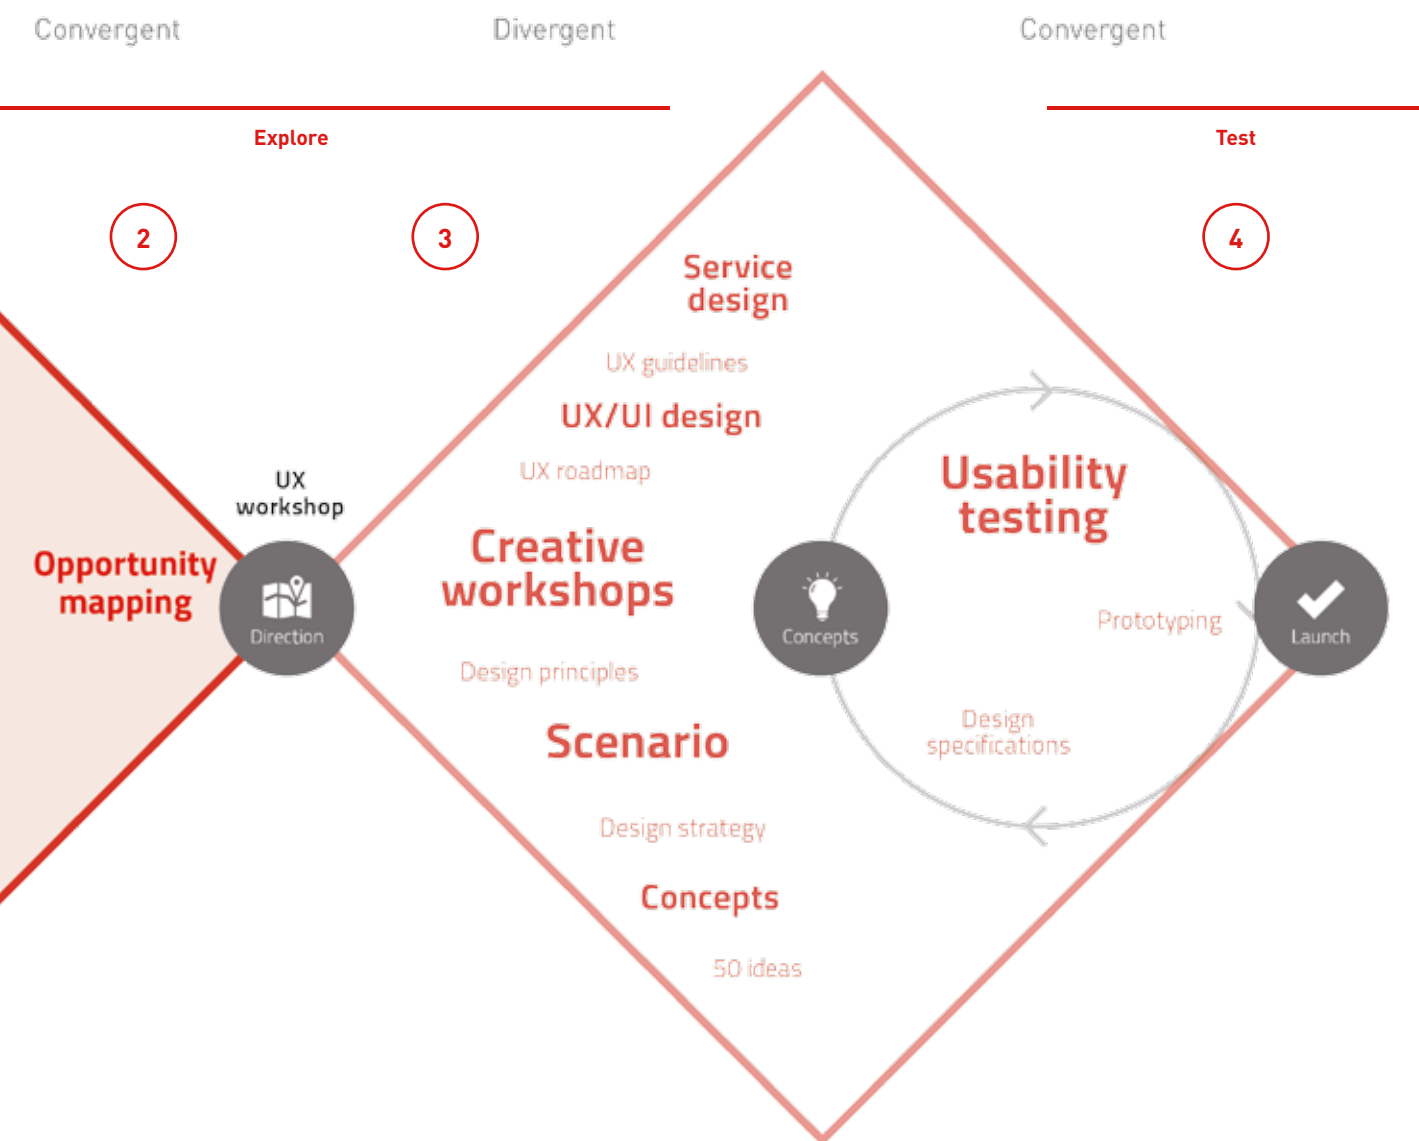 Convergent
Divergent
Convergent
Explore
Test
2
3
4
Service
design
UX guidelines
UX/UI design
UX roadmap
UX
workshop
Opportunity
mapping
Direction
Creative
workshops
Design principles
Scenario
Design strategy
Concepts
50 ideas
Concepts
Usability
testing
Prototyping
Design
specifications
Launch